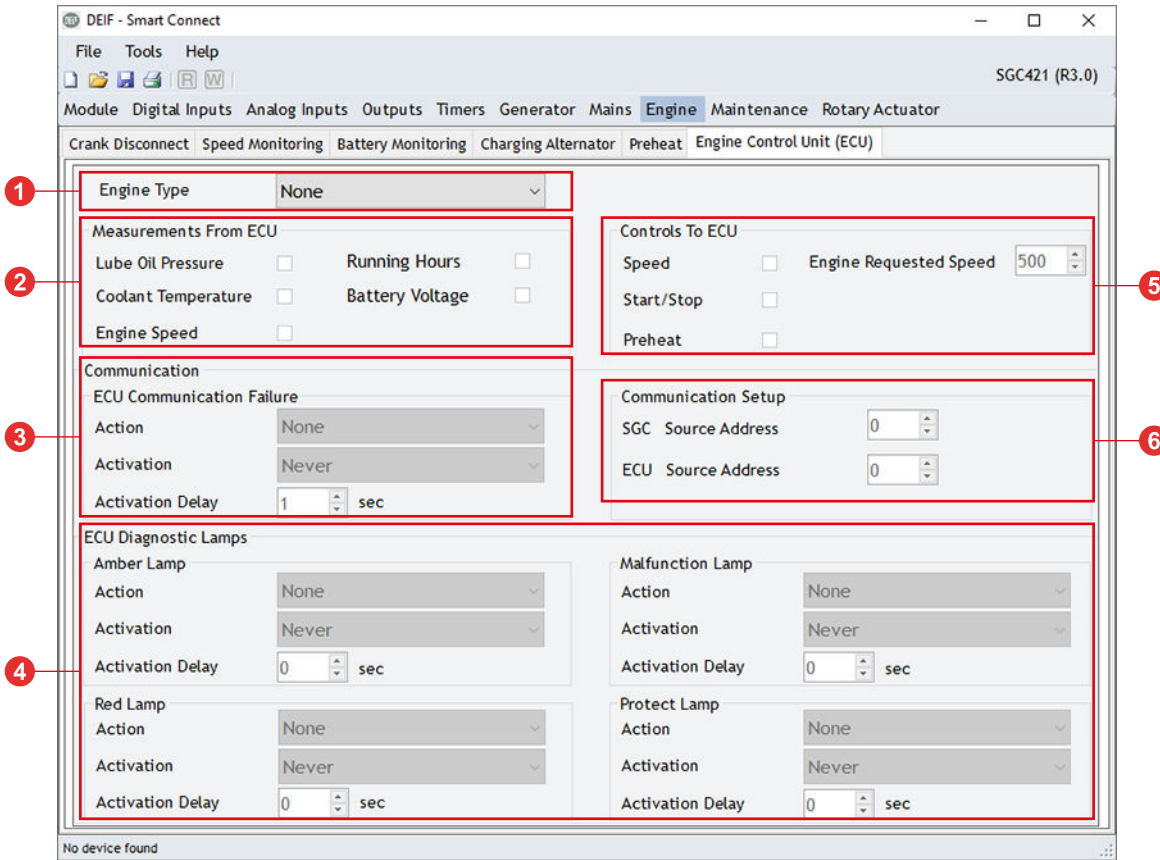 DEIF - Smart Connect
File Tools Help
R W
SGC421 (R3.0)
Module Digital Inputs Analog Inputs Outputs Timers Generator Mains Engine Maintenance Rotary Actuator
Crank Disconnect Speed Monitoring Battery Monitoring Charging Alternator Preheat Engine Control Unit (ECU)
1
Engine Type None
2
Measurements From ECU
Lube Oil Pressure Running Hours
Coolant Temperature Battery Voltage
Engine Speed
5
Controls To ECU
Speed Engine Requested Speed 500
Start/Stop
Preheat
3
Communication
ECU Communication Failure
Action None
Activation Never
Activation Delay 1 sec
6
Communication Setup
SGC Source Address 0
ECU Source Address 0
4
ECU Diagnostic Lamps
Amber Lamp
Action None
Activation Never
Activation Delay 0 sec
Malfunction Lamp
Action None
Activation Never
Activation Delay 0 sec
Red Lamp
Action None
Activation Never
Activation Delay 0 sec
Protect Lamp
Action None
Activation Never
Activation Delay 0 sec
No device found